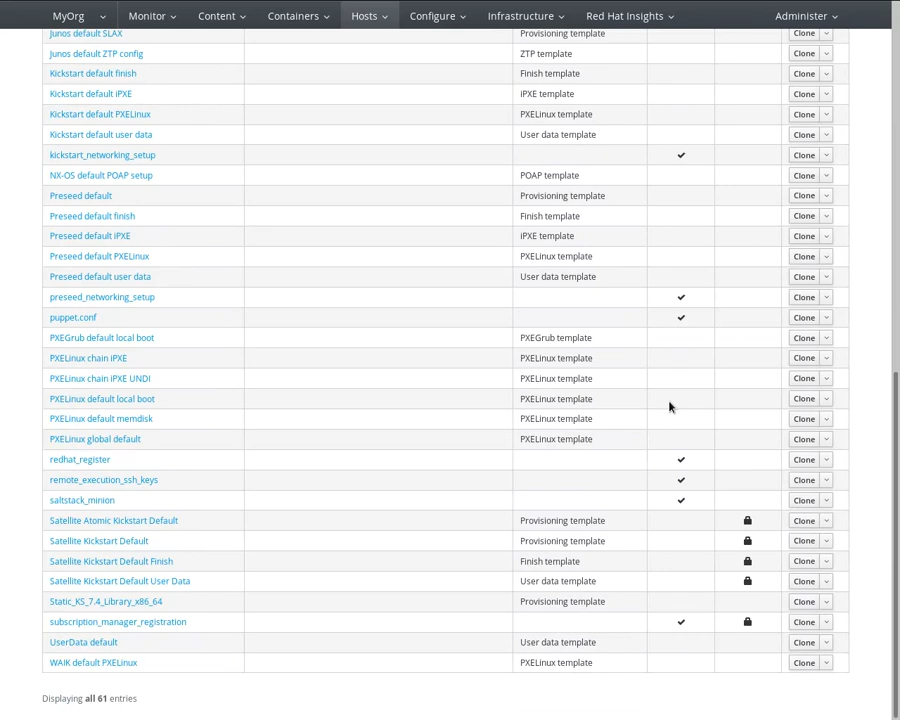 MyOrg Monitor Content Containers Hosts Configure Infrastructure Red Hat Insights Administer
Junos default SLAX Provisioning template Clone
Junos default ZTP config ZTP template Clone
Kickstart default finish Finish template Clone
Kickstart default iPXE iPXE template Clone
Kickstart default PXELinux PXELinux template Clone
Kickstart default user data User data template Clone
kickstart_networking_setup Clone
NX-OS default POAP setup POAP template Clone
Preseed default Provisioning template Clone
Preseed default finish Finish template Clone
Preseed default iPXE iPXE template Clone
Preseed default PXELinux PXELinux template Clone
Preseed default user data User data template Clone
preseed_networking_setup Clone
puppet.conf Clone
PXEGrub default local boot PXEGrub template Clone
PXELinux chain iPXE PXELinux template Clone
PXELinux chain iPXE UNDI PXELinux template Clone
PXELinux default local boot PXELinux template Clone
PXELinux default memdisk PXELinux template Clone
PXELinux global default PXELinux template Clone
redhat_register Clone
remote_execution_ssh_keys Clone
saltstack_minion Clone
Satellite Atomic Kickstart Default Provisioning template Clone
Satellite Kickstart Default Provisioning template Clone
Satellite Kickstart Default Finish Finish template Clone
Satellite Kickstart Default User Data User data template Clone
Static_KS_7.4_Library_x86_64 Provisioning template Clone
subscription_manager_registration Clone
UserData default User data template Clone
WAIK default PXELinux PXELinux template Clone
Displaying all 61 entries